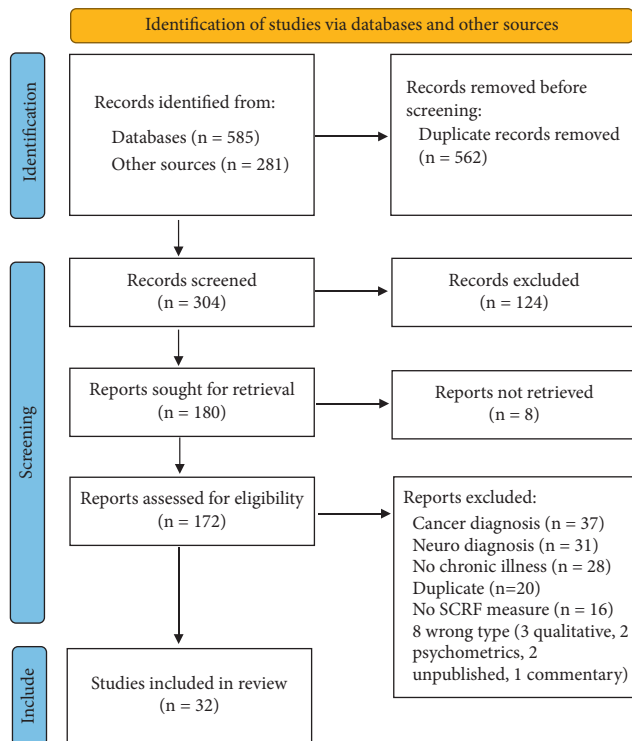 Identification of studies via databases and other sources
Identification
Records identified from:
Databases (n = 585)
Other sources (n = 281)
Records removed before
screening:
Duplicate records removed
(n = 562)
Screening
Records screened
(n = 304)
Records excluded
(n = 124)
Reports sought for retrieval
(n = 180)
Reports not retrieved
(n = 8)
Reports assessed for eligibility
(n = 172)
Reports excluded:
Cancer diagnosis (n = 37)
Neuro diagnosis (n = 31)
No chronic illness (n = 28)
Duplicate (n=20)
No SCRF measure (n = 16)
8 wrong type (3 qualitative, 2
psychometrics, 2
unpublished, 1 commentary)
Include
Studies included in review
(n = 32)